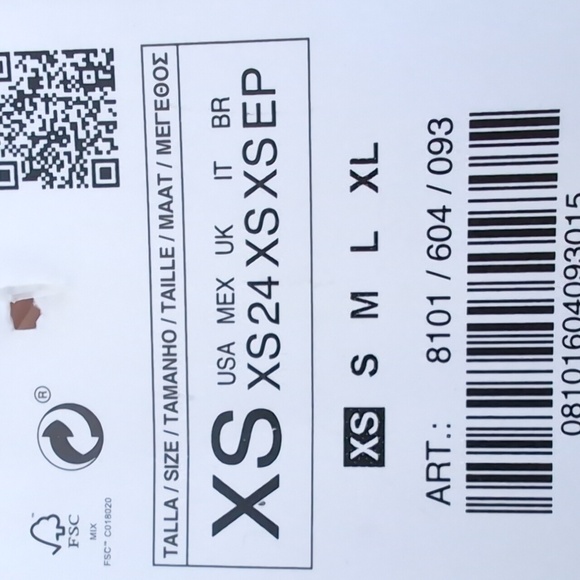 TALLA / SIZE / TAMANHO / TAILLE / MAAT / ΜΕΓΕΘΟΣ
USA MEX UK IT BR
XS XS 24 XS XS EP
XS S M L XL
ART.: 8101 / 604 / 093
08101604093015
®
FSC
MIX
FSC™ C018020